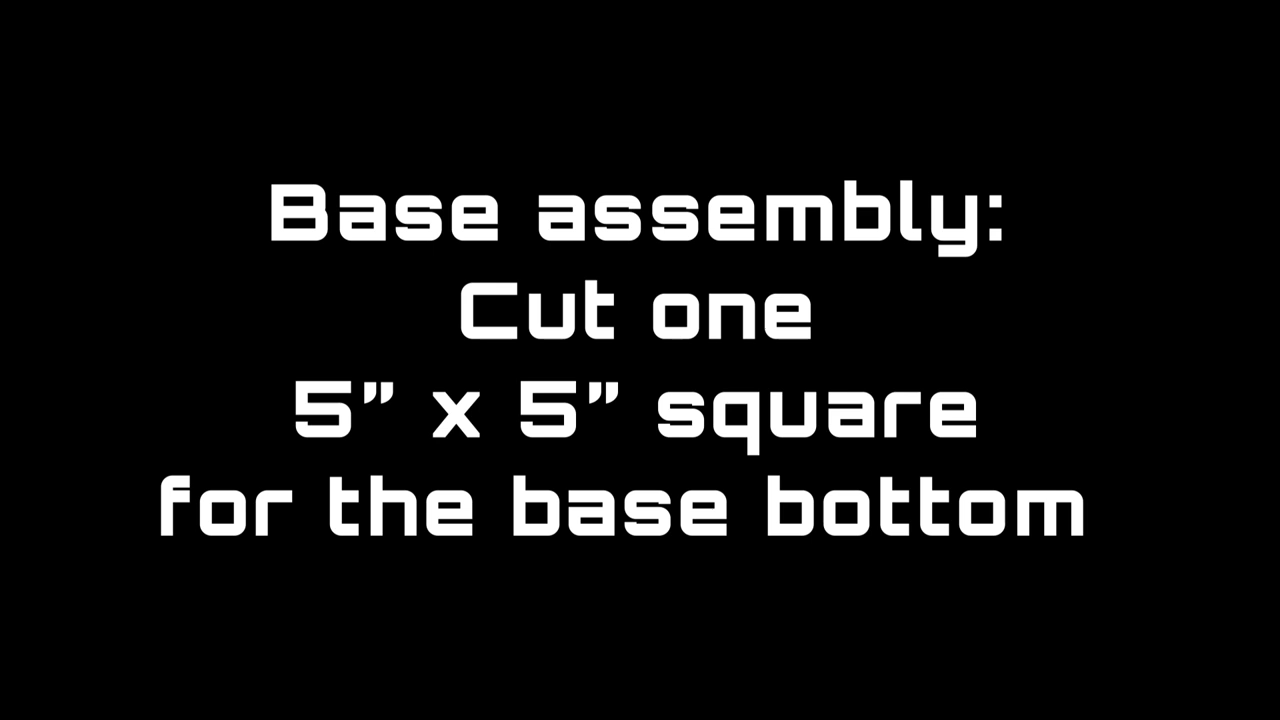 Base assembly:
Cut one
5” x 5” square
for the base bottom